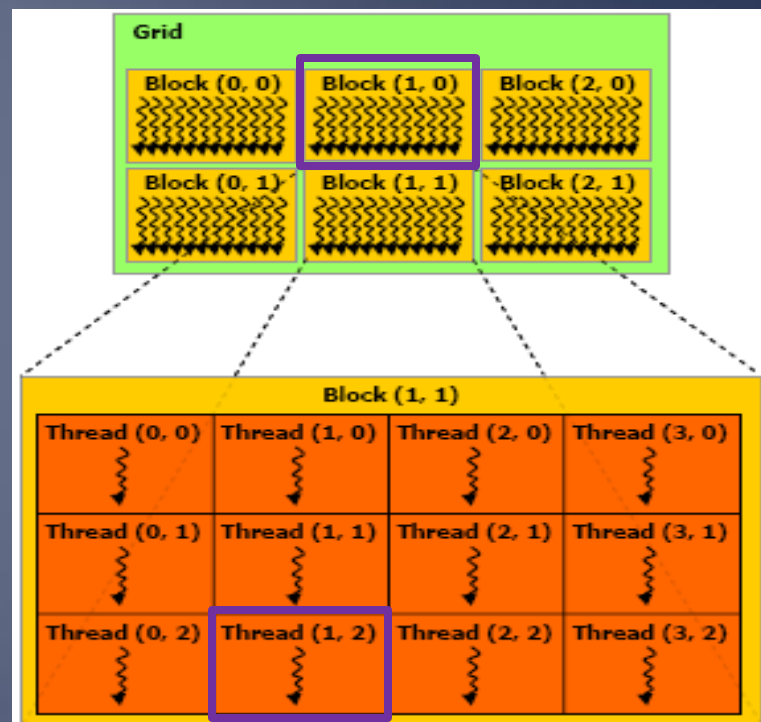 Grid
Block (0, 0) Block (1, 0) Block (2, 0)
Block (0, 1) Block (1, 1) Block (2, 1)
Block (1, 1)
Thread (0, 0) Thread (1, 0) Thread (2, 0) Thread (3, 0)
Thread (0, 1) Thread (1, 1) Thread (2, 1) Thread (3, 1)
Thread (0, 2) Thread (1, 2) Thread (2, 2) Thread (3, 2)